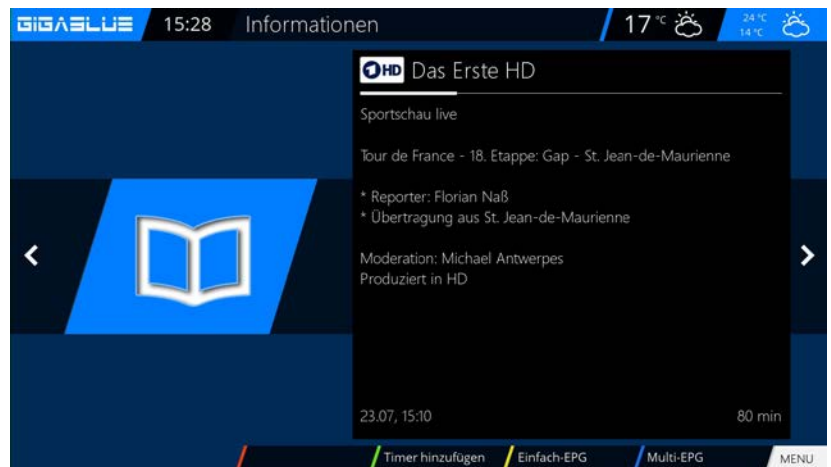 GIGABLUE 15:28 Informationen 17 °C 24 °C
14 °C
HD Das Erste HD
Sportschau live
Tour de France - 18. Etappe: Gap - St. Jean-de-Maurienne
* Reporter: Florian Naß
* Übertragung aus St. Jean-de-Maurienne
Moderation: Michael Antwerpes
Produziert in HD
23.07, 15:10 80 min
Timer hinzufügen Einfach-EPG Multi-EPG MENU